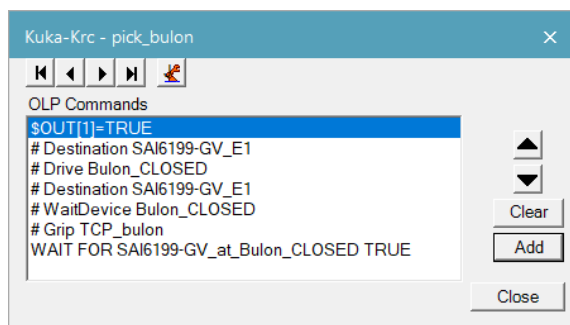 Kuka-Krc - pick_bulon
OLP Commands
$OUT[1]=TRUE
# Destination SAI6199-GV_E1
# Drive Bulon_CLOSED
# Destination SAI6199-GV_E1
# WaitDevice Bulon_CLOSED
# Grip TCP_bulon
WAIT FOR SAI6199-GV_at_Bulon_CLOSED TRUE
Clear
Add
Close